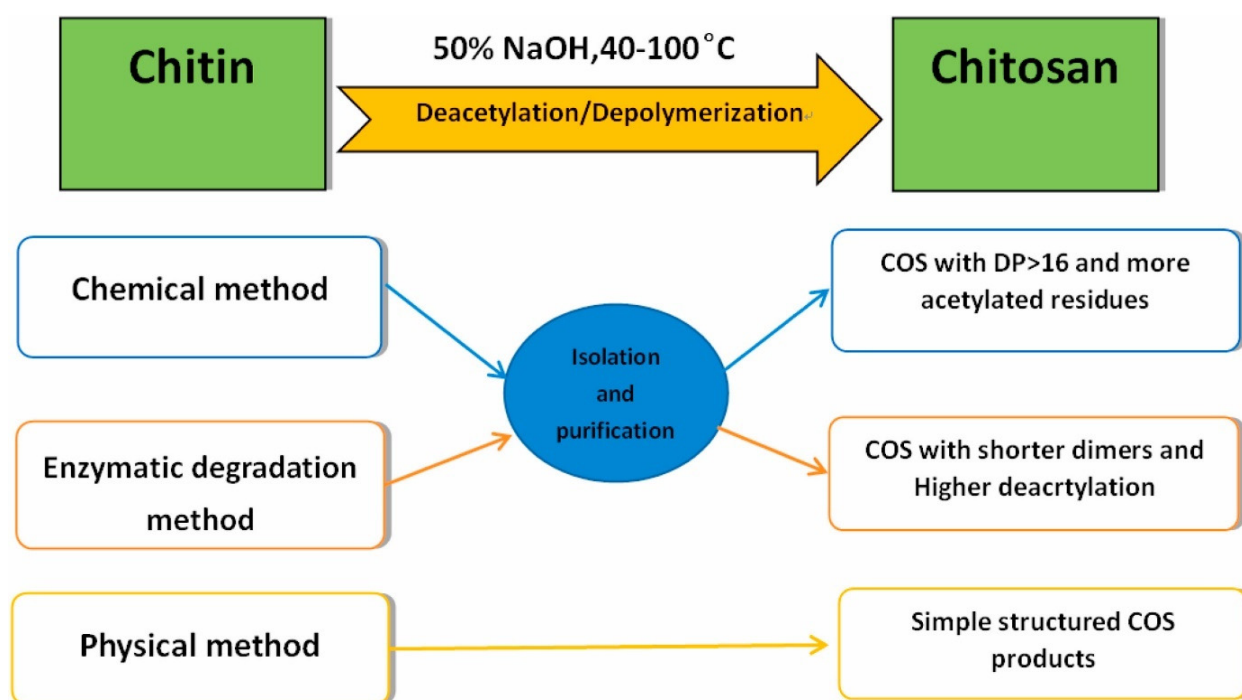 Chitin
50% NaOH,40-100°C
Deacetylation/Depolymerization
Chitosan
Chemical method
Isolation
and
purification
COS with DP>16 and more
acetylated residues
Enzymatic degradation
method
COS with shorter dimers and
Higher deacrtylation
Physical method
Simple structured COS
products